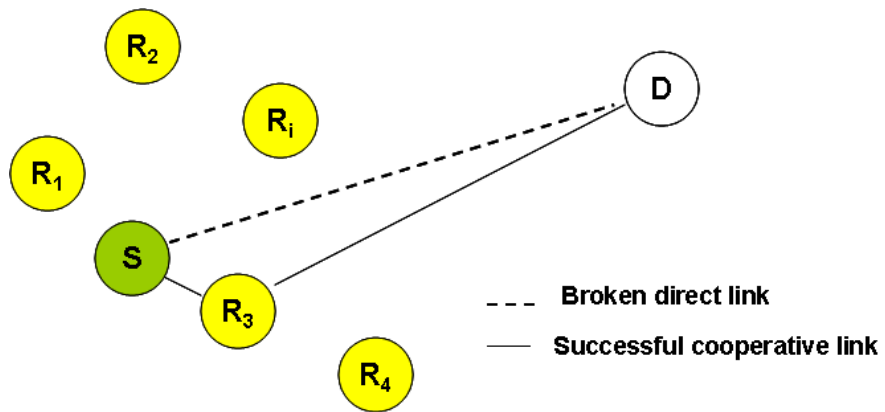 R2
D
Ri
R1
S
R3
Broken direct link
Successful cooperative link
R4